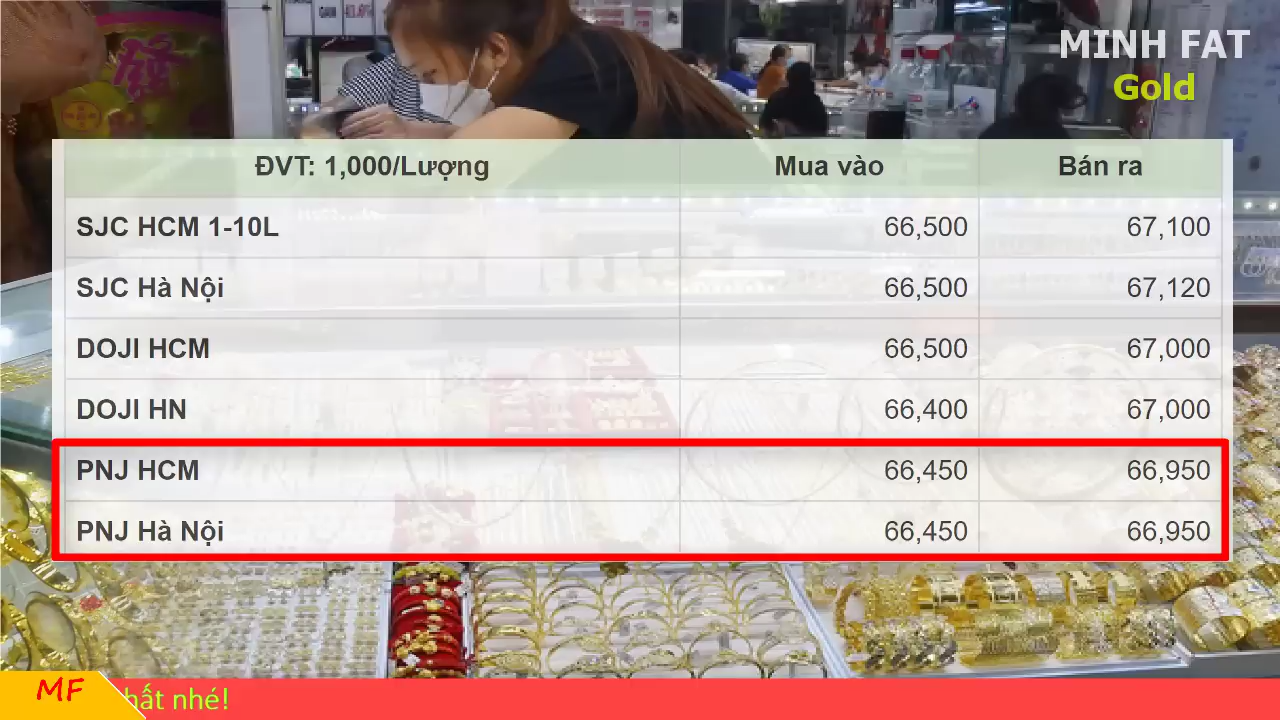 MINH FAT
Gold
ĐVT: 1,000/Lượng Mua vào Bán ra
SJC HCM 1-10L 66,500 67,100
SJC Hà Nội 66,500 67,120
DOJI HCM 66,500 67,000
DOJI HN 66,400 67,000
PNJ HCM 66,450 66,950
PNJ Hà Nội 66,450 66,950
MF hất nhé!
發